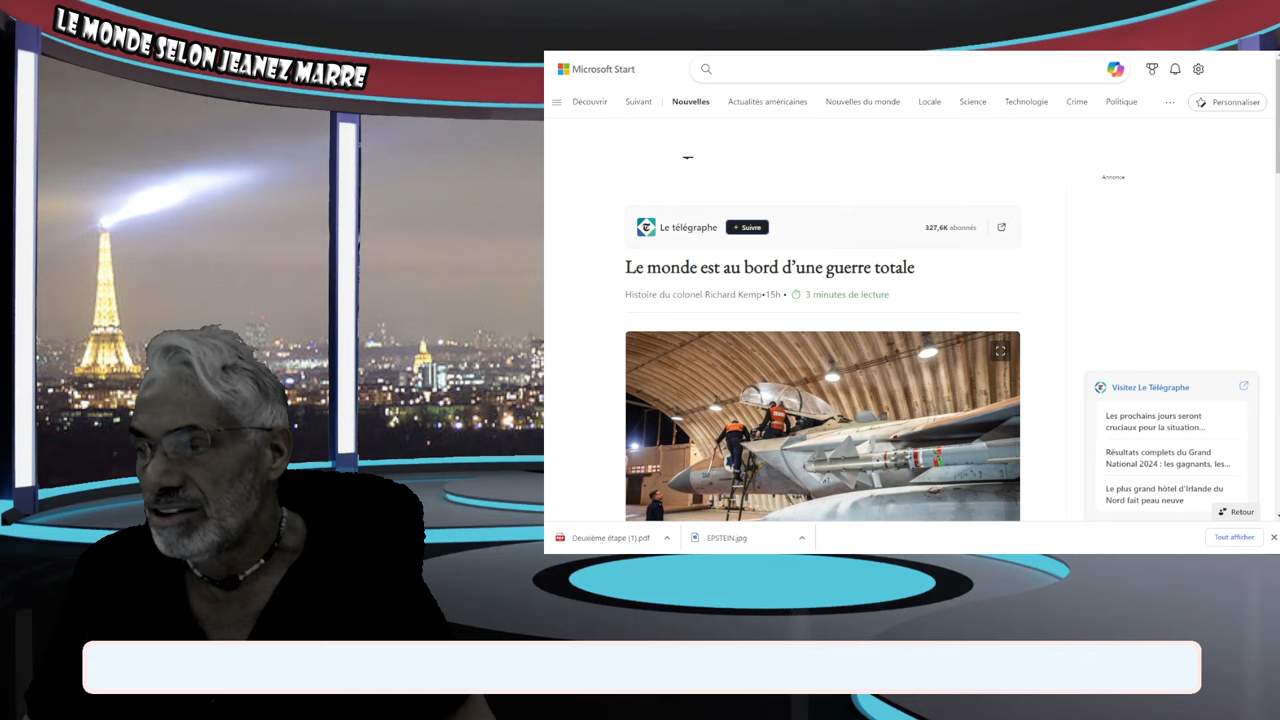 LE MONDE SELON JEANEZ MARRE
Microsoft Start
Découvrir Suivant Nouvelles Actualités américaines Nouvelles du monde Locale Science Technologie Crime Politique ... Personnaliser
Annonce
Le télégraphe + Suivre 327,6K abonnés
Le monde est au bord d'une guerre totale
Histoire du colonel Richard Kemp•15h • 3 minutes de lecture
Visitez Le Télégraphe
Les prochains jours seront
cruciaux pour la situation...
Résultats complets du Grand
National 2024 : les gagnants, les...
Le plus grand hôtel d'Irlande du
Nord fait peau neuve
Retour
Deuxième étape (1).pdf
EPSTEIN.jpg
Tout afficher